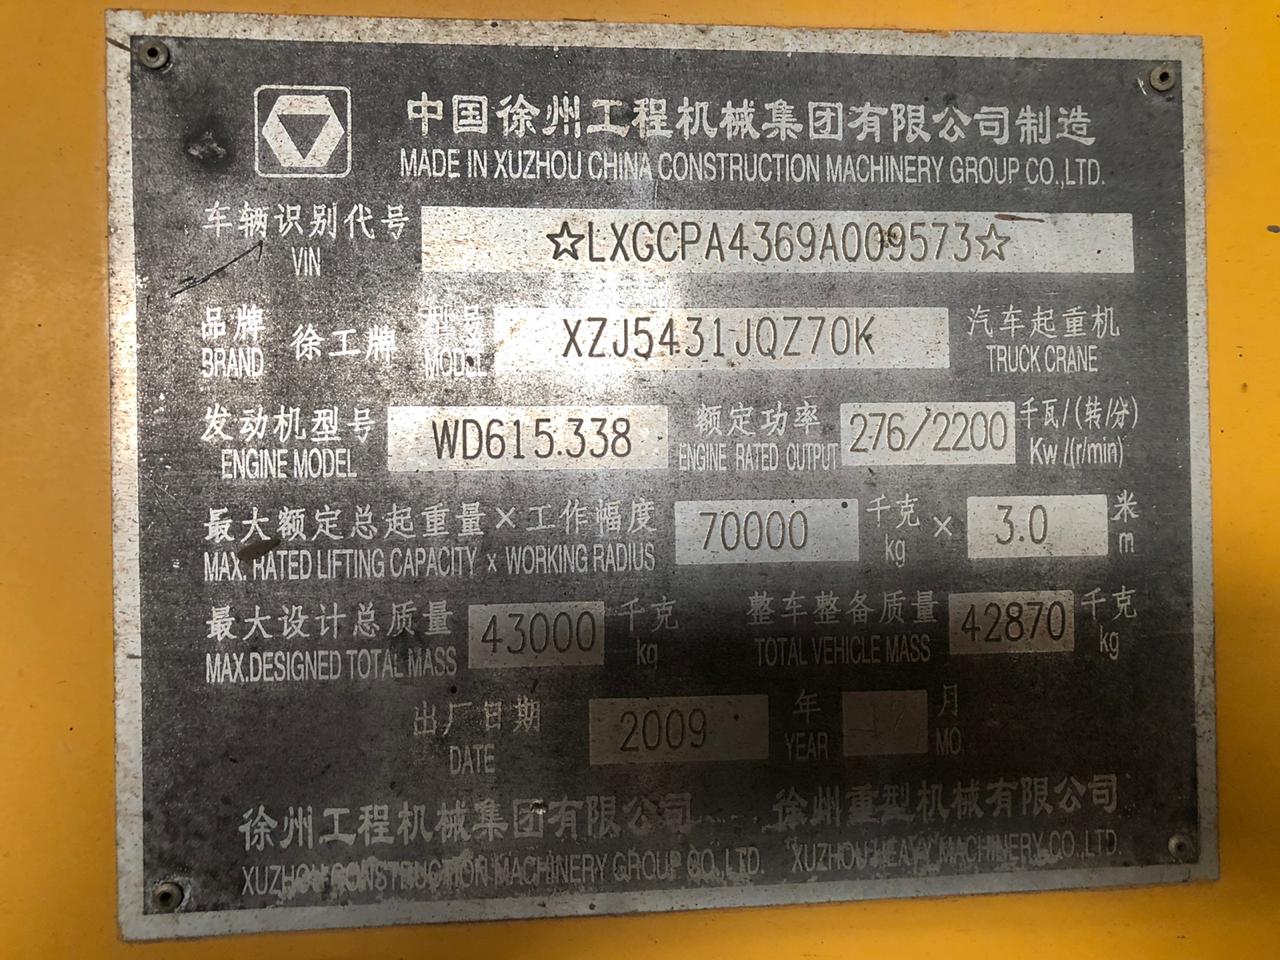 中国徐州工程机械集团有限公司制造
MADE IN XUZHOU CHINA CONSTRUCTION MACHINERY GROUP CO.,LTD.
车辆识别代号 ☆LXGCPA4369A009573☆
VIN
品牌 徐工牌 型号 XZJ5431JQZ70K 汽车起重机
BRAND MODEL TRUCK CRANE
发动机型号 WD615.338 额定功率 276/2200 千瓦/(转/分)
ENGINE MODEL ENGINE RATED OUTPUT Kw/(r/min)
最大额定总起重量×工作幅度 70000 千克 × 3.0 米
MAX. RATED LIFTING CAPACITY × WORKING RADIUS kg m
最大设计总质量 43000 千克 整车整备质量 42870 千克
MAX.DESIGNED TOTAL MASS kg TOTAL VEHICLE MASS kg
出厂日期 2009 年 月
DATE YEAR MO
徐州工程机械集团有限公司 徐州重型机械有限公司
XUZHOU CONSTRUCTION MACHINERY GROUP CO.,LTD. XUZHOU HEAVY MACHINERY CO.,LTD.